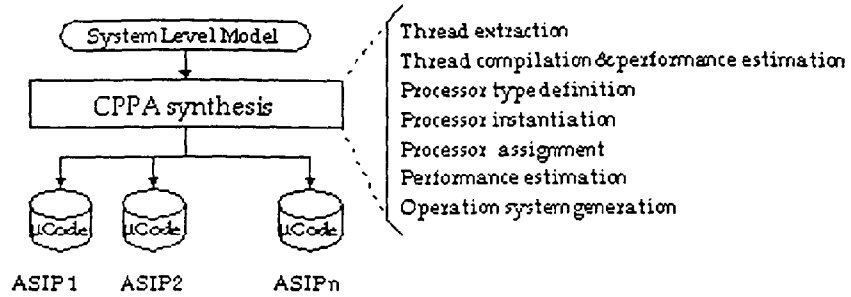 System Level Model
CPPA synthesis
µCode
µCode
µCode
ASIP1
ASIP2
ASIPn
Thread extraction
Thread compilation & performance estimation
Processor type definition
Processor instantiation
Processor assignment
Performance estimation
Operation system generation